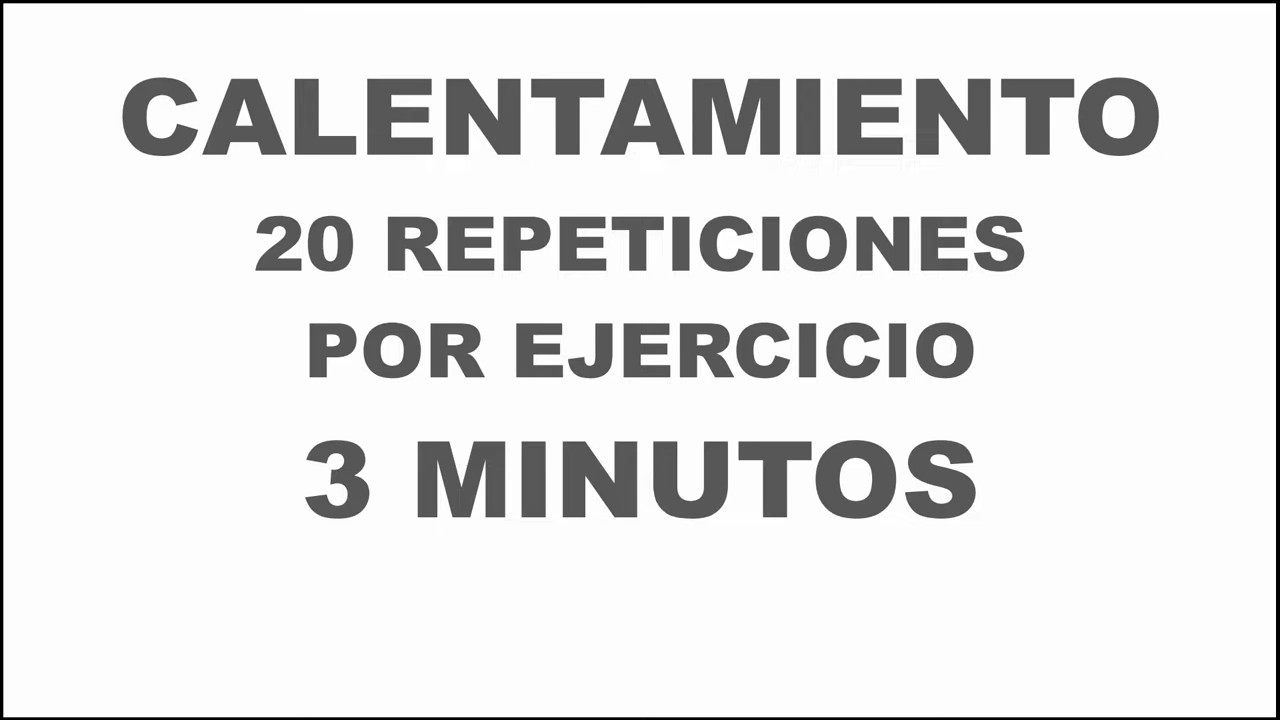 CALENTAMIENTO
20 REPETICIONES
POR EJERCICIO
3 MINUTOS